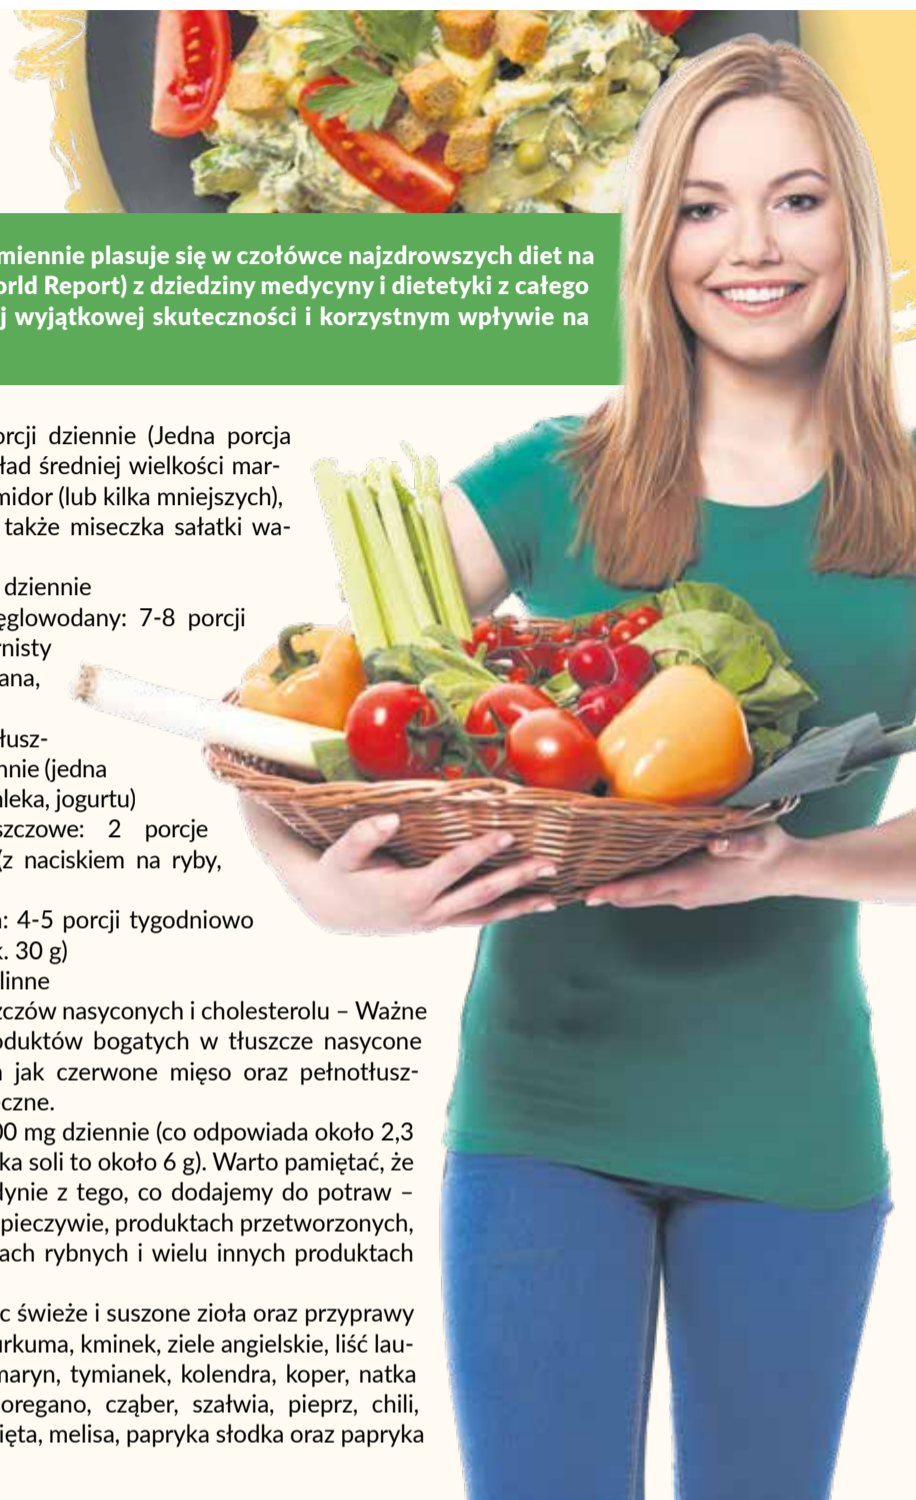 miennie plasuje się w czołówce najzdrowszych diet na
orld Report) z dziedziny medycyny i dietetyki z całego
j wyjątkowej skuteczności i korzystnym wpływie na
orcji dziennie (Jedna porcja
ład średniej wielkości mar-
midor (lub kilka mniejszych),
także miseczka sałatki wa-
dziennie
ęglowodany: 7-8 porcji
rnisty
ana,
łusz-
nnie (jedna
leka, jogurtu)
szczowe: 2 porcje
(z naciskiem na ryby,
: 4-5 porcji tygodniowo
. 30 g)
linne
zczów nasyconych i cholesterolu – Ważne
oduktów bogatych w tłuszcze nasycone
jak czerwone mięso oraz pełnotłusz-
czne.
00 mg dziennie (co odpowiada około 2,3
ka soli to około 6 g). Warto pamiętać, że
dynie z tego, co dodajemy do potraw –
pieczywie, produktach przetworzonych,
ach rybnych i wielu innych produktach
c świeże i suszone zioła oraz przyprawy
urkuma, kminek, ziele angielskie, liść lau-
maryn, tymianek, kolendra, koper, natka
oregano, cząber, szałwia, pieprz, chili,
ięta, melisa, papryka słodka oraz papryka